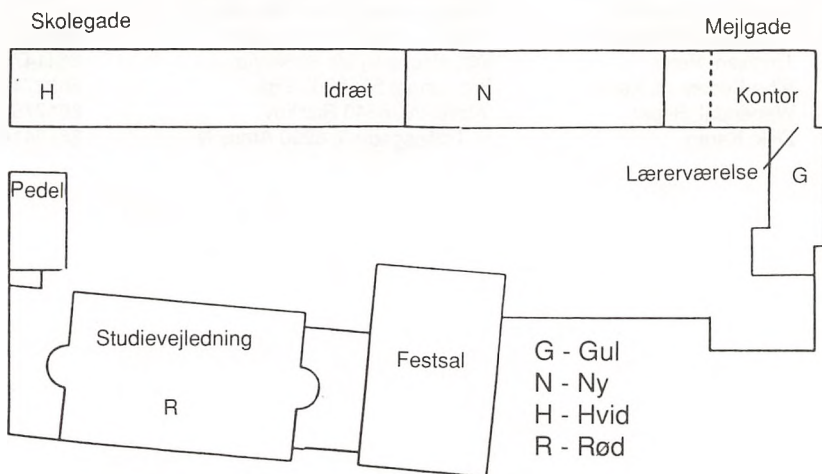 Skolegade
Mejlgade
H
Idræt
N
Kontor
Lærerværelse
G
Pedel
Studievejledning
R
Festsal
G - Gul
N - Ny
H - Hvid
R - Rød